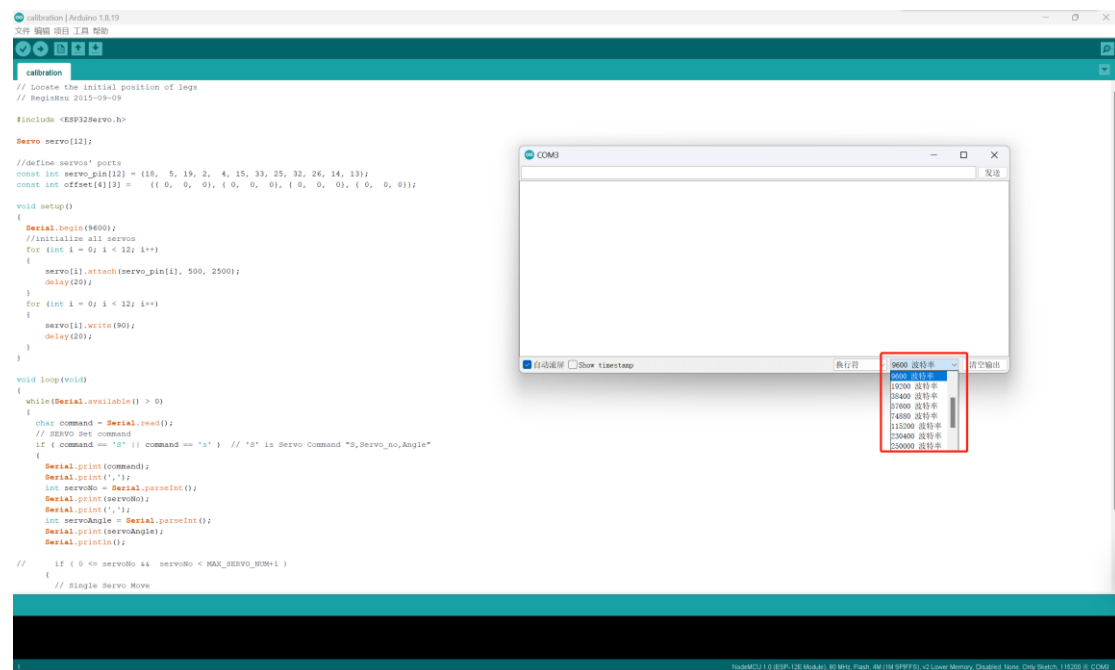 calibration | Arduino 1.8.19
文件 编辑 项目 工具 帮助
calibration
// Locate the initial position of legs
// RegisHsu 2015-09-09
#include <ESP32Servo.h>
Servo servo[12];
//define servos' ports
const int servo_pin[12] = {18, 5, 19, 2, 4, 15, 33, 25, 32, 26, 14, 13};
const int offset[4][3] = {{ 0, 0, 0}, { 0, 0, 0}, { 0, 0, 0}, { 0, 0, 0}};
void setup()
{
Serial.begin(9600);
//initialize all servos
for (int i = 0; i < 12; i++)
{
servo[i].attach(servo_pin[i], 500, 2500);
delay(20);
}
for (int i = 0; i < 12; i++)
{
servo[i].write(90);
delay(20);
}
}
void loop(void)
{
while(Serial.available() > 0)
{
char command = Serial.read();
// SERVO Set command
if ( command == 'S' || command == 's' ) // 'S' is Servo Command "S,Servo_no,Angle"
{
Serial.print(command);
Serial.print(',');
int servoNo = Serial.parseInt();
Serial.print(servoNo);
Serial.print(',');
int servoAngle = Serial.parseInt();
Serial.print(servoAngle);
Serial.println();
// if ( 0 <= servoNo && servoNo < MAX_SERVO_NUM+1 )
{
// Single Servo Move
COM3
发送
自动滚屏 Show timestamp
换行符
9600 波特率
清空输出
9600 波特率
19200 波特率
38400 波特率
57600 波特率
74880 波特率
115200 波特率
230400 波特率
250000 波特率
1
NodeMCU 1.0 (ESP-12E Module), 80 MHz, Flash, 4M (1M SPIFFS), v2 Lower Memory, Disabled, None, Only Sketch, 115200 在 COM3